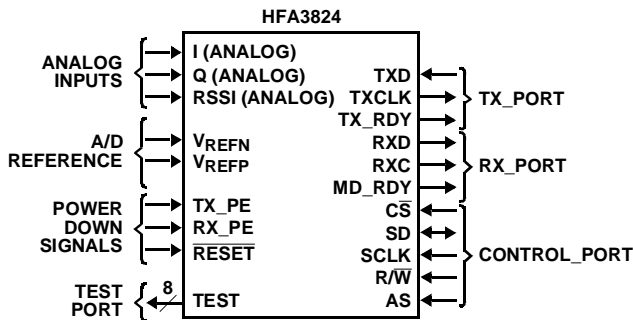 HFA3824
ANALOG
INPUTS
I (ANALOG)
Q (ANALOG)
RSSI (ANALOG)
A/D
REFERENCE
VREFN
VREFP
POWER
DOWN
SIGNALS
TX_PE
RX_PE
RESET
TEST
PORT
8
TEST
TXD
TXCLK
TX_RDY
TX_PORT
RXD
RXC
MD_RDY
RX_PORT
CS
SD
SCLK
R/W
AS
CONTROL_PORT